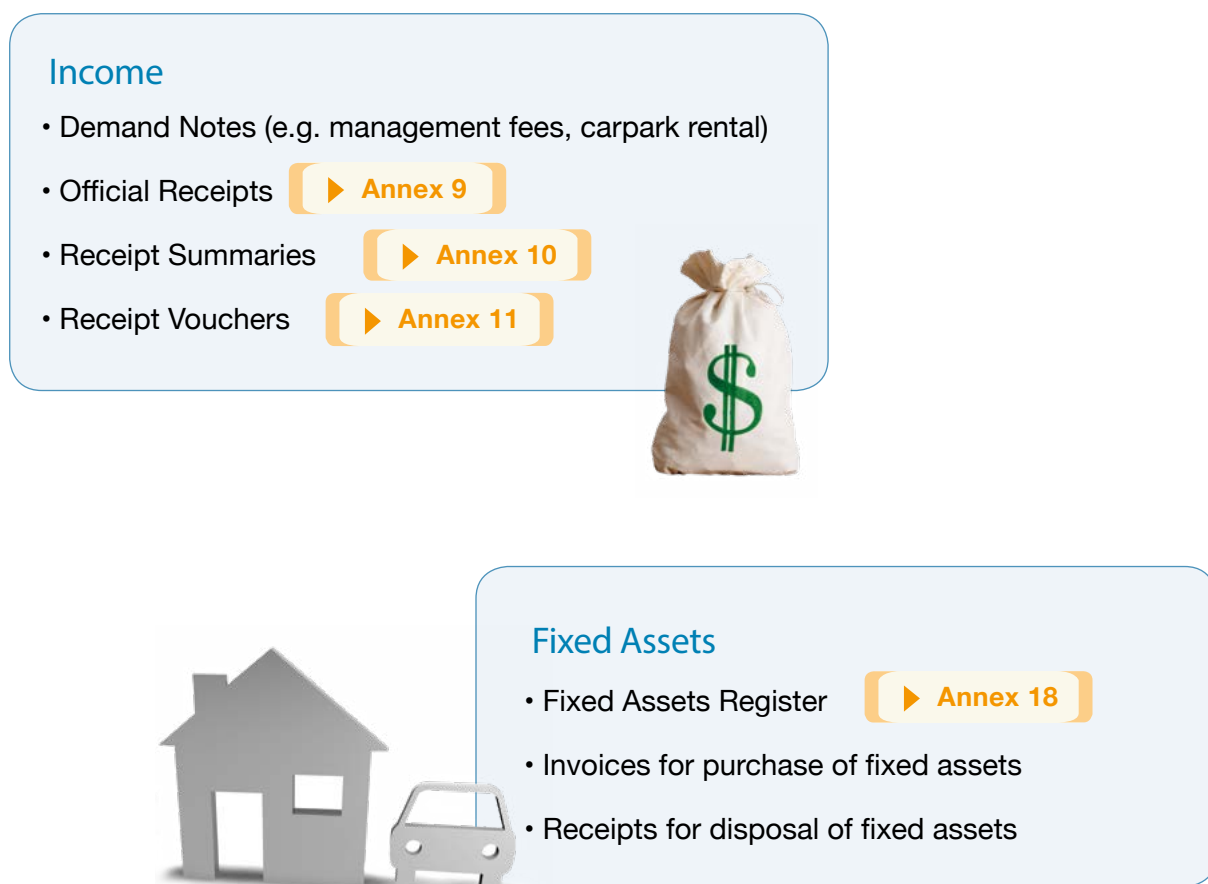 Income
• Demand Notes (e.g. management fees, carpark rental)
• Official Receipts Annex 9
• Receipt Summaries Annex 10
• Receipt Vouchers Annex 11
$
Fixed Assets
• Fixed Assets Register Annex 18
• Invoices for purchase of fixed assets
• Receipts for disposal of fixed assets